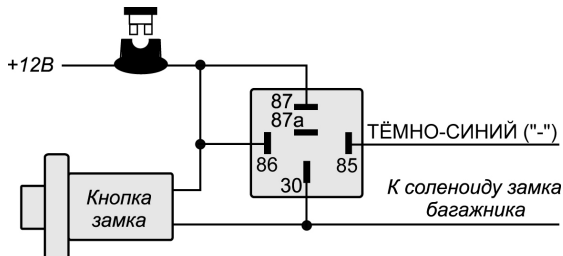 +12В
87
87а
86
85
30
ТЁМНО-СИНИЙ ("-")
К соленоиду замка
багажника
Кнопка
замка